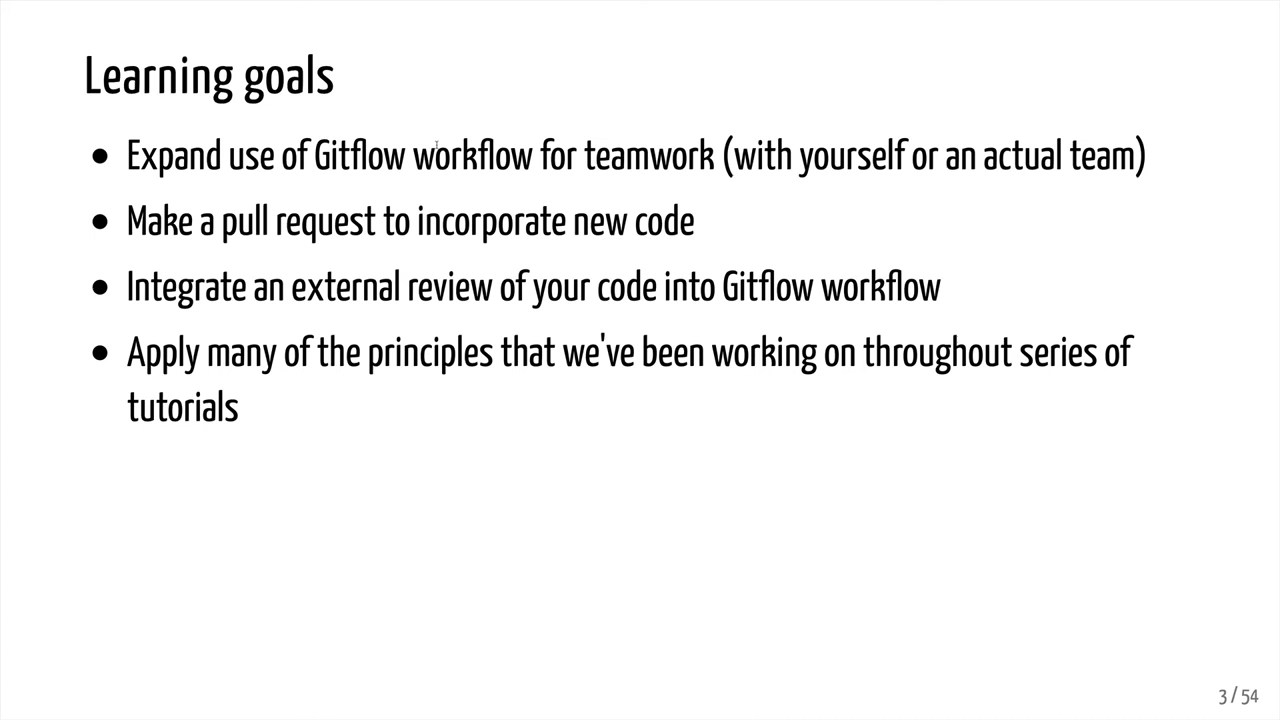 Learning goals
• Expand use of Gitflow workflow for teamwork (with yourself or an actual team)
• Make a pull request to incorporate new code
• Integrate an external review of your code into Gitflow workflow
• Apply many of the principles that we've been working on throughout series of
tutorials
3 / 54